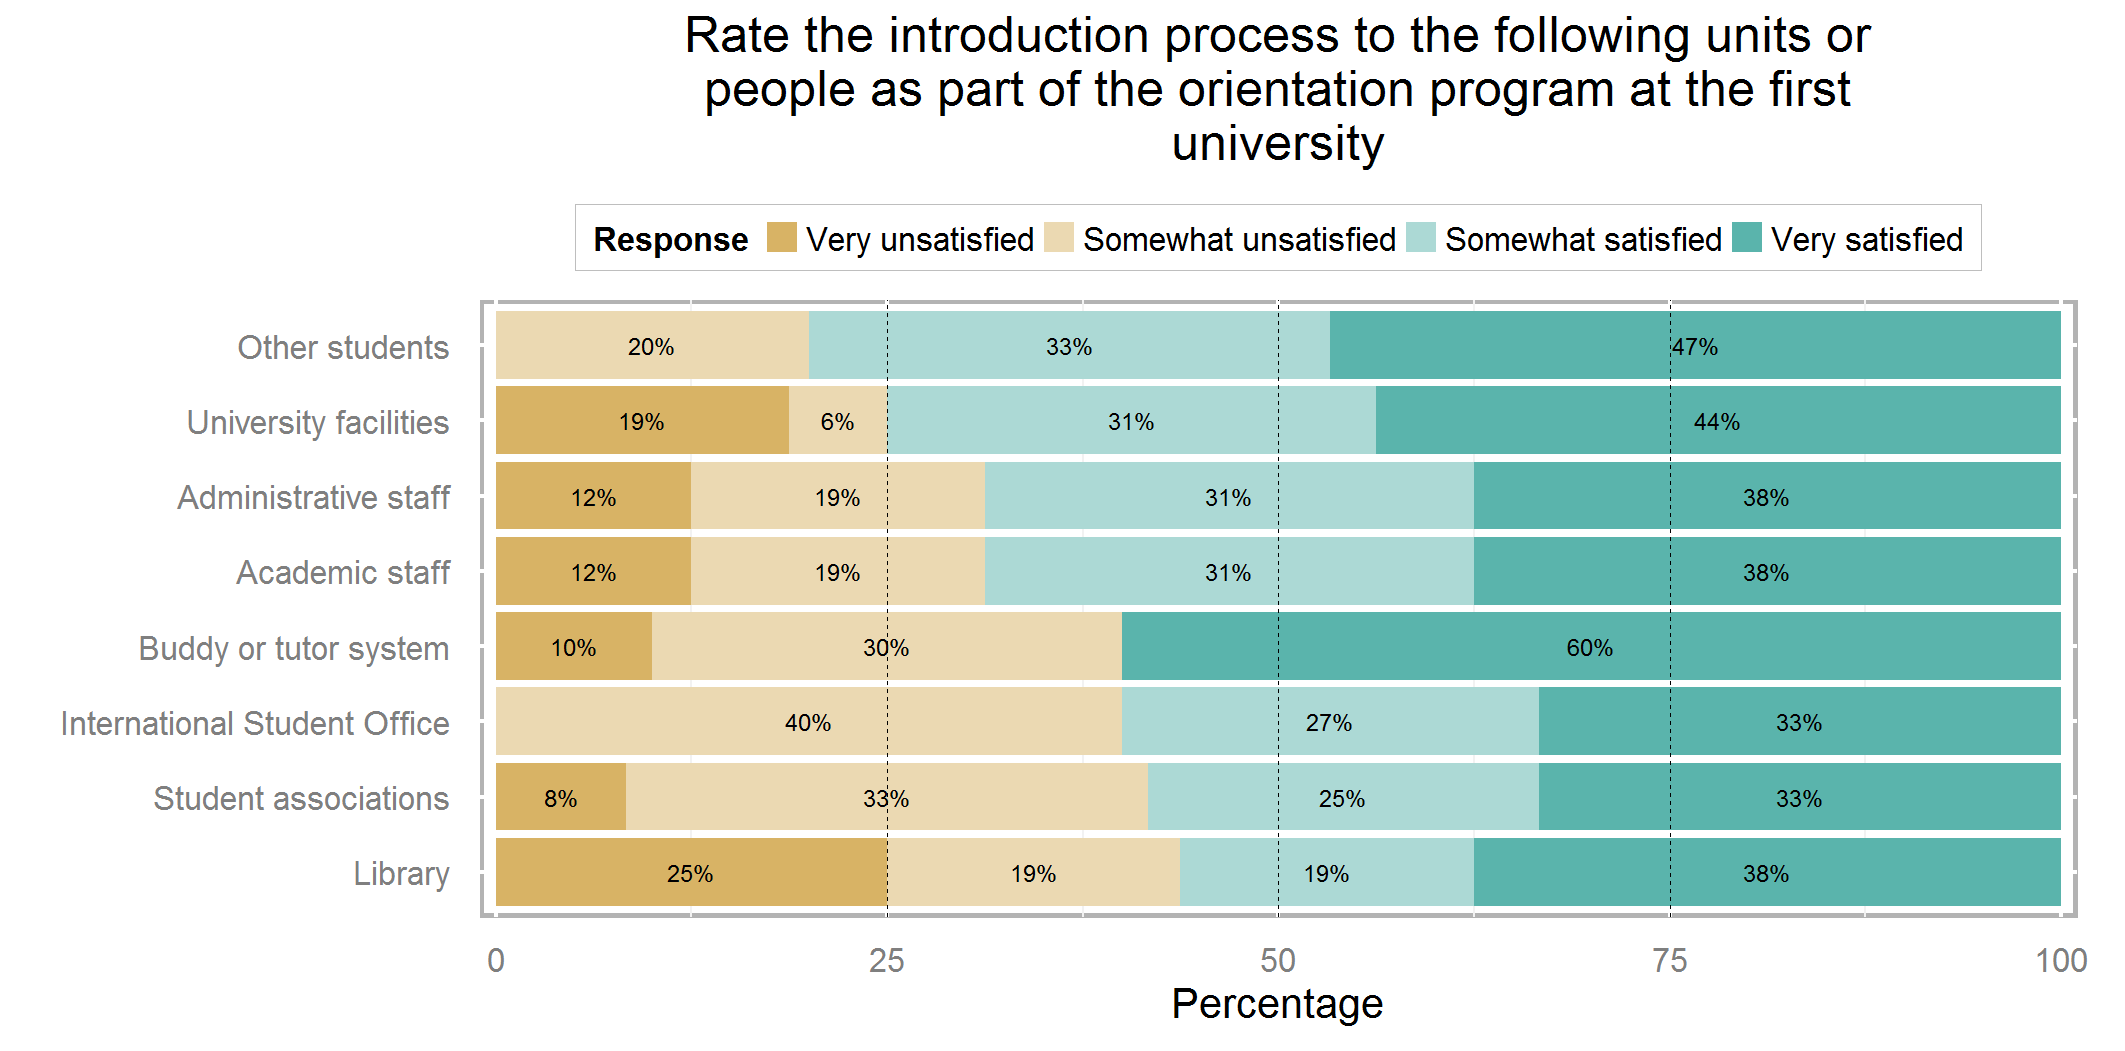 Rate the introduction process to the following units or
people as part of the orientation program at the first
university
Response Very unsatisfied Somewhat unsatisfied Somewhat satisfied Very satisfied
Other students 20% 33% 47%
University facilities 19% 6% 31% 44%
Administrative staff 12% 19% 31% 38%
Academic staff 12% 19% 31% 38%
Buddy or tutor system 10% 30% 60%
International Student Office 40% 27% 33%
Student associations 8% 33% 25% 33%
Library 25% 19% 19% 38%
0 25 50 75 100
Percentage